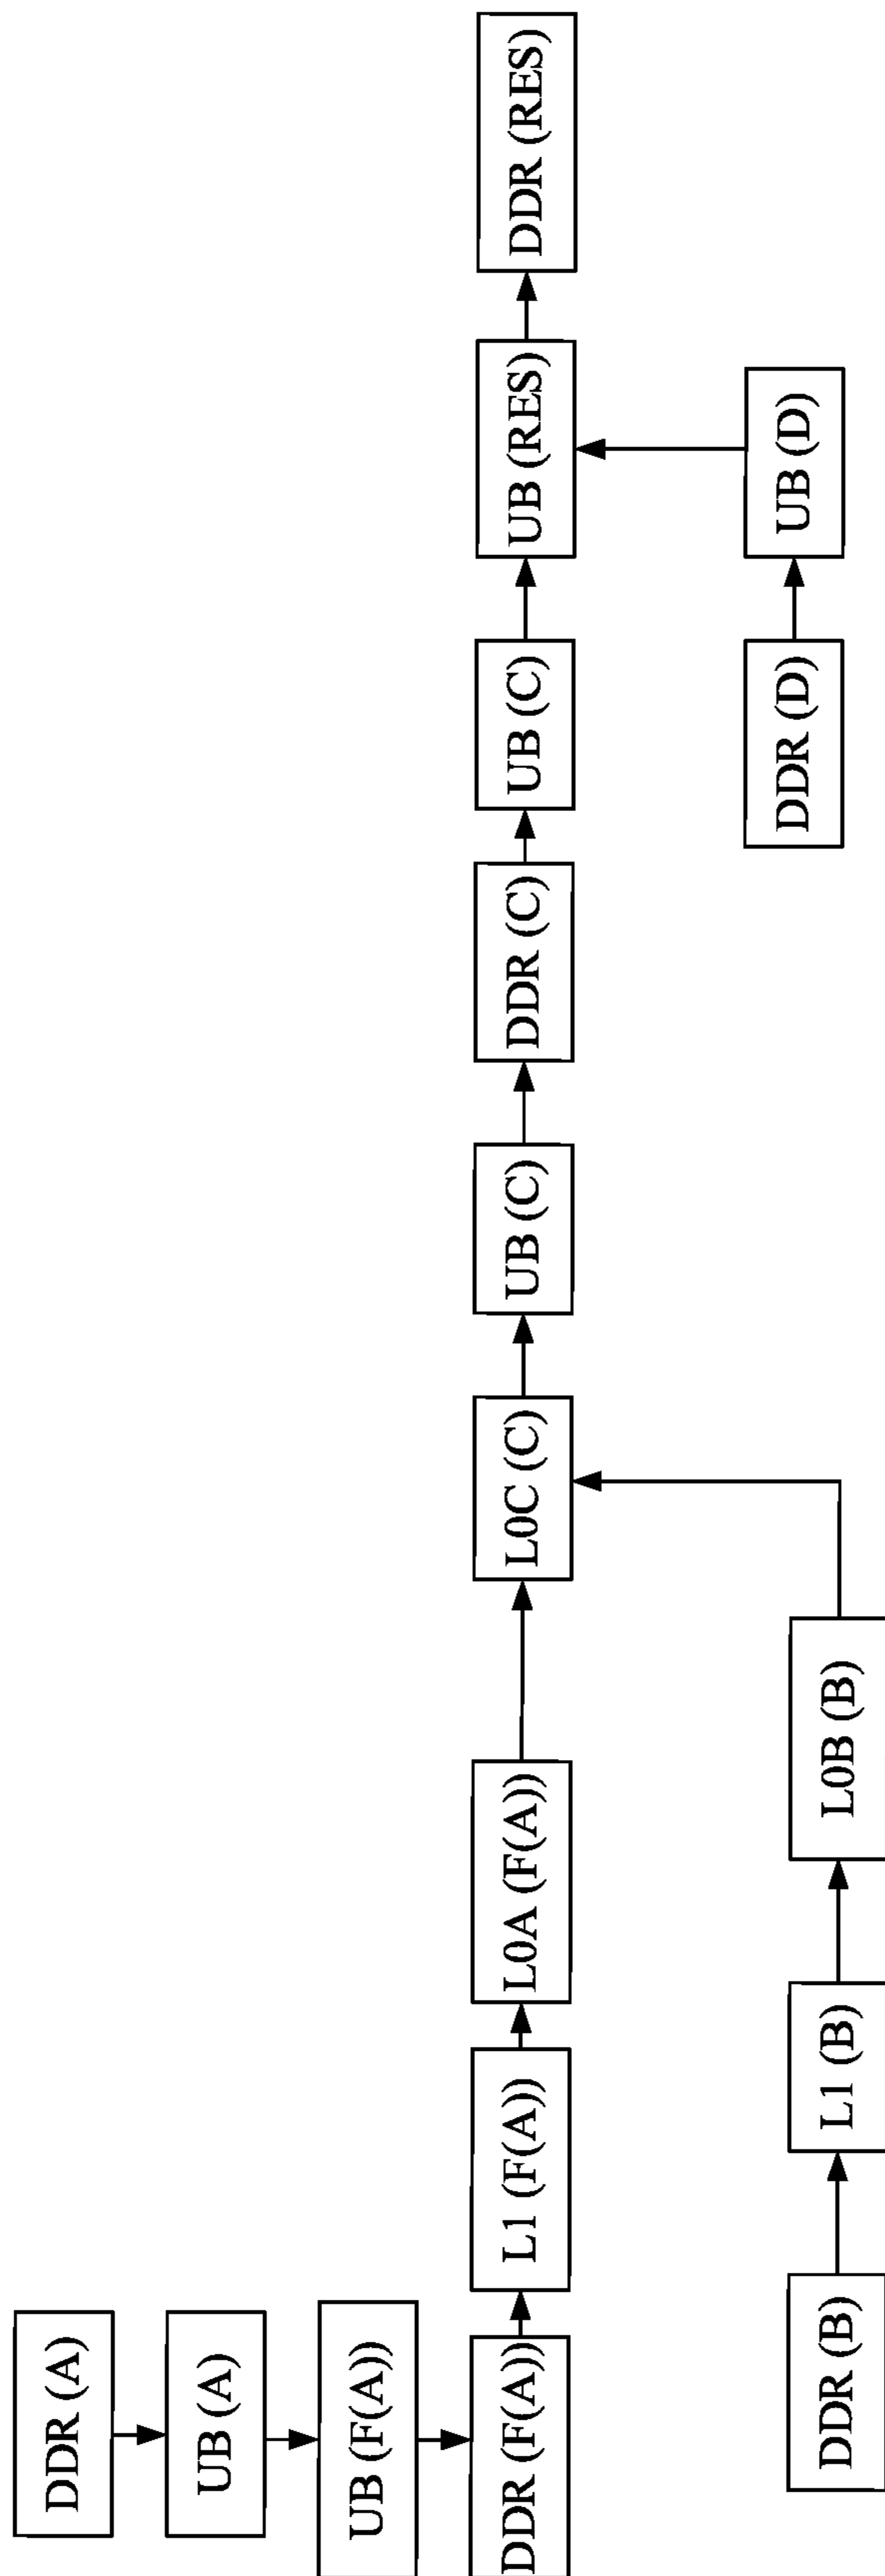 DDR (A)
UB (A)
UB (F(A))
DDR (F(A))
L1 (F(A))
L0A (F(A))
L0C (C)
UB (C)
DDR (C)
UB (C)
UB (RES)
DDR (RES)
DDR (B)
L1 (B)
L0B (B)
DDR (D)
UB (D)